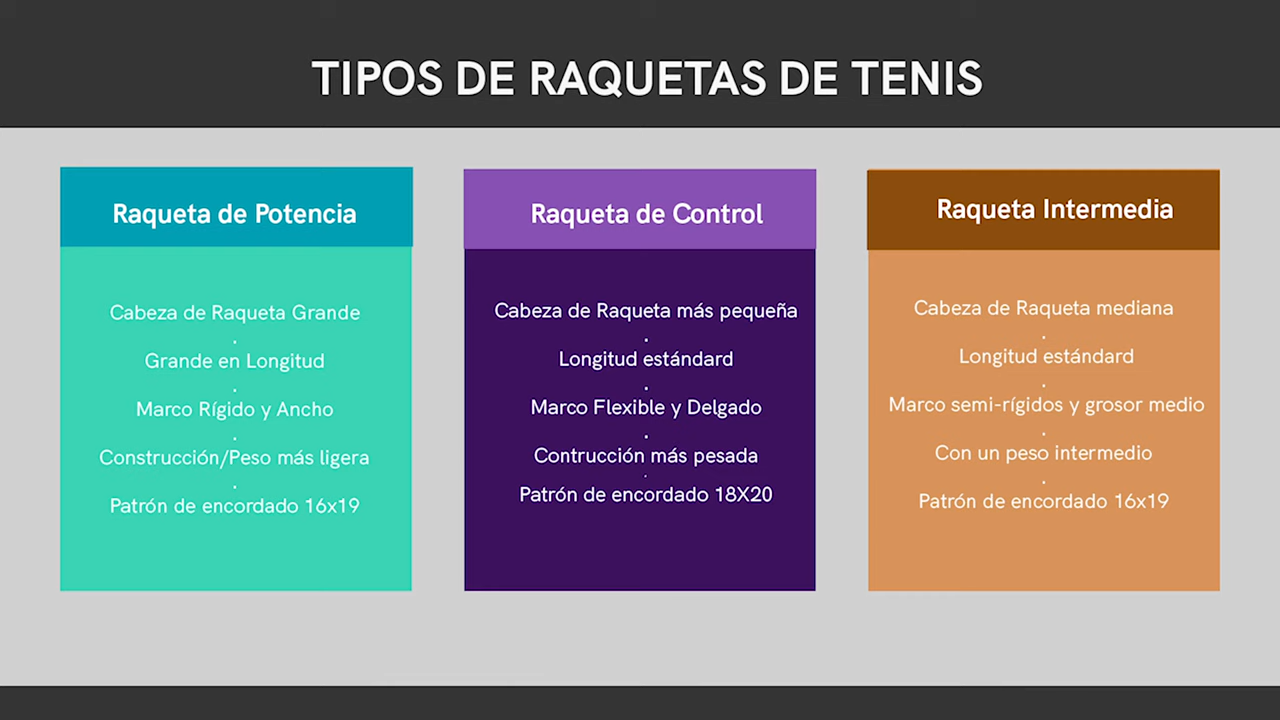 TIPOS DE RAQUETAS DE TENIS
Raqueta de Potencia
Cabeza de Raqueta Grande
.
Grande en Longitud
.
Marco Rígido y Ancho
.
Construcción/Peso más ligera
.
Patrón de encordado 16x19
Raqueta de Control
Cabeza de Raqueta más pequeña
.
Longitud estándard
.
Marco Flexible y Delgado
.
Contrucción más pesada
.
Patrón de encordado 18X20
Raqueta Intermedia
Cabeza de Raqueta mediana
.
Longitud estándard
.
Marco semi-rígidos y grosor medio
.
Con un peso intermedio
.
Patrón de encordado 16x19